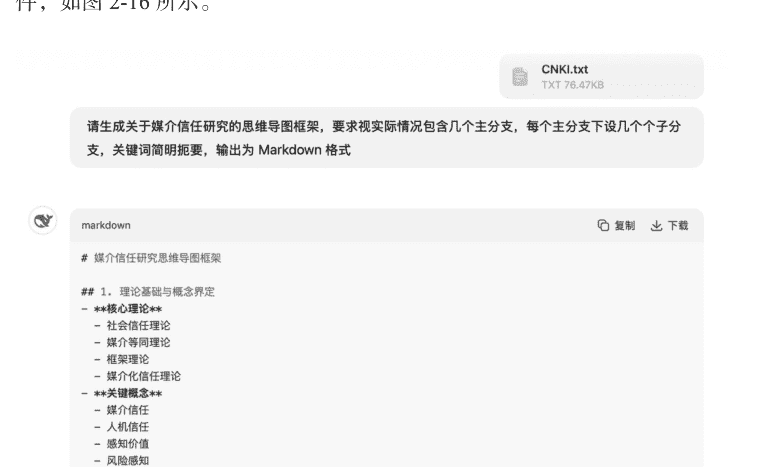 件，如图 2-16 所示。
CNKI.txt
TXT 76.47KB
请生成关于媒介信任研究的思维导图框架，要求视实际情况包含几个主分支，每个主分支下设几个个子分
支，关键词简明扼要，输出为 Markdown 格式
markdown 复制 下载
# 媒介信任研究思维导图框架
## 1. 理论基础与概念界定
- **核心理论**
- 社会信任理论
- 媒介等同理论
- 框架理论
- 媒介化信任理论
- **关键概念**
- 媒介信任
- 人机信任
- 感知价值
- 风险感知